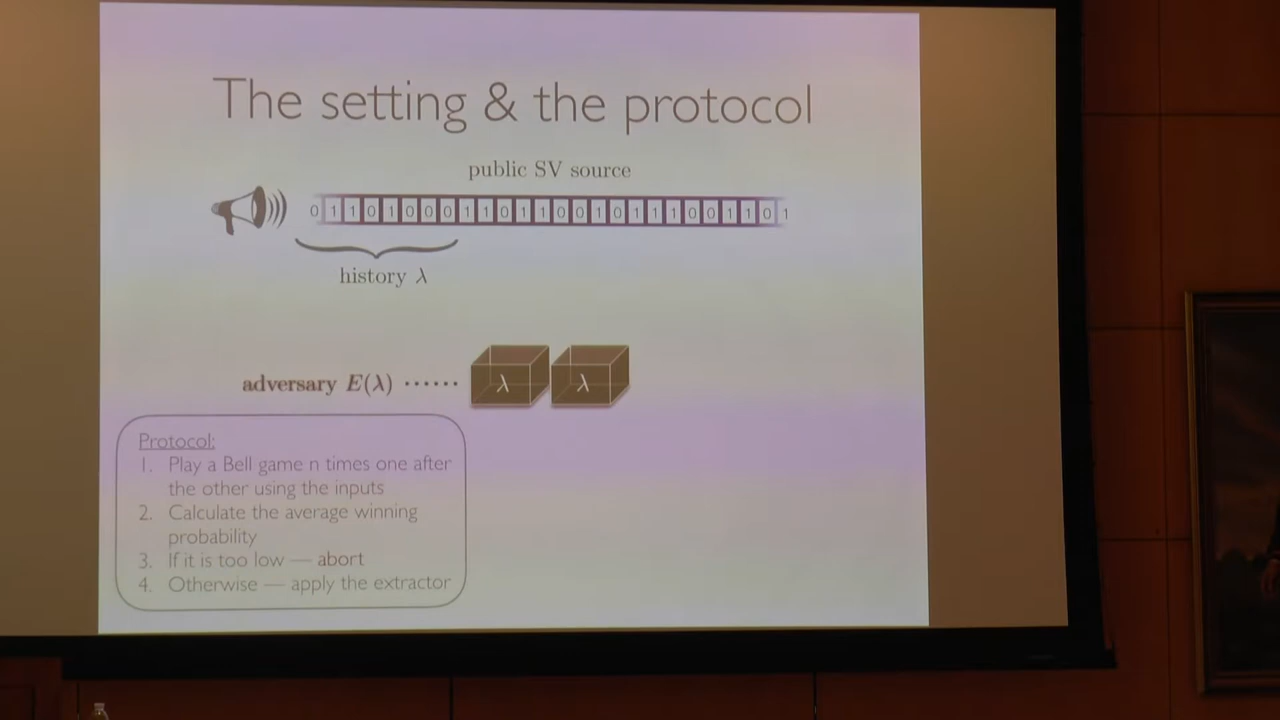 The setting & the protocol
public SV source
0 1 1 0 1 0 0 0 1 1 0 1 1 0 0 1 0 1 1 1 0 0 1 1 0 1
history λ
adversary E(λ) ······ λ λ
Protocol:
1. Play a Bell game n times one after
the other using the inputs
2. Calculate the average winning
probability
3. If it is too low — abort
4. Otherwise — apply the extractor